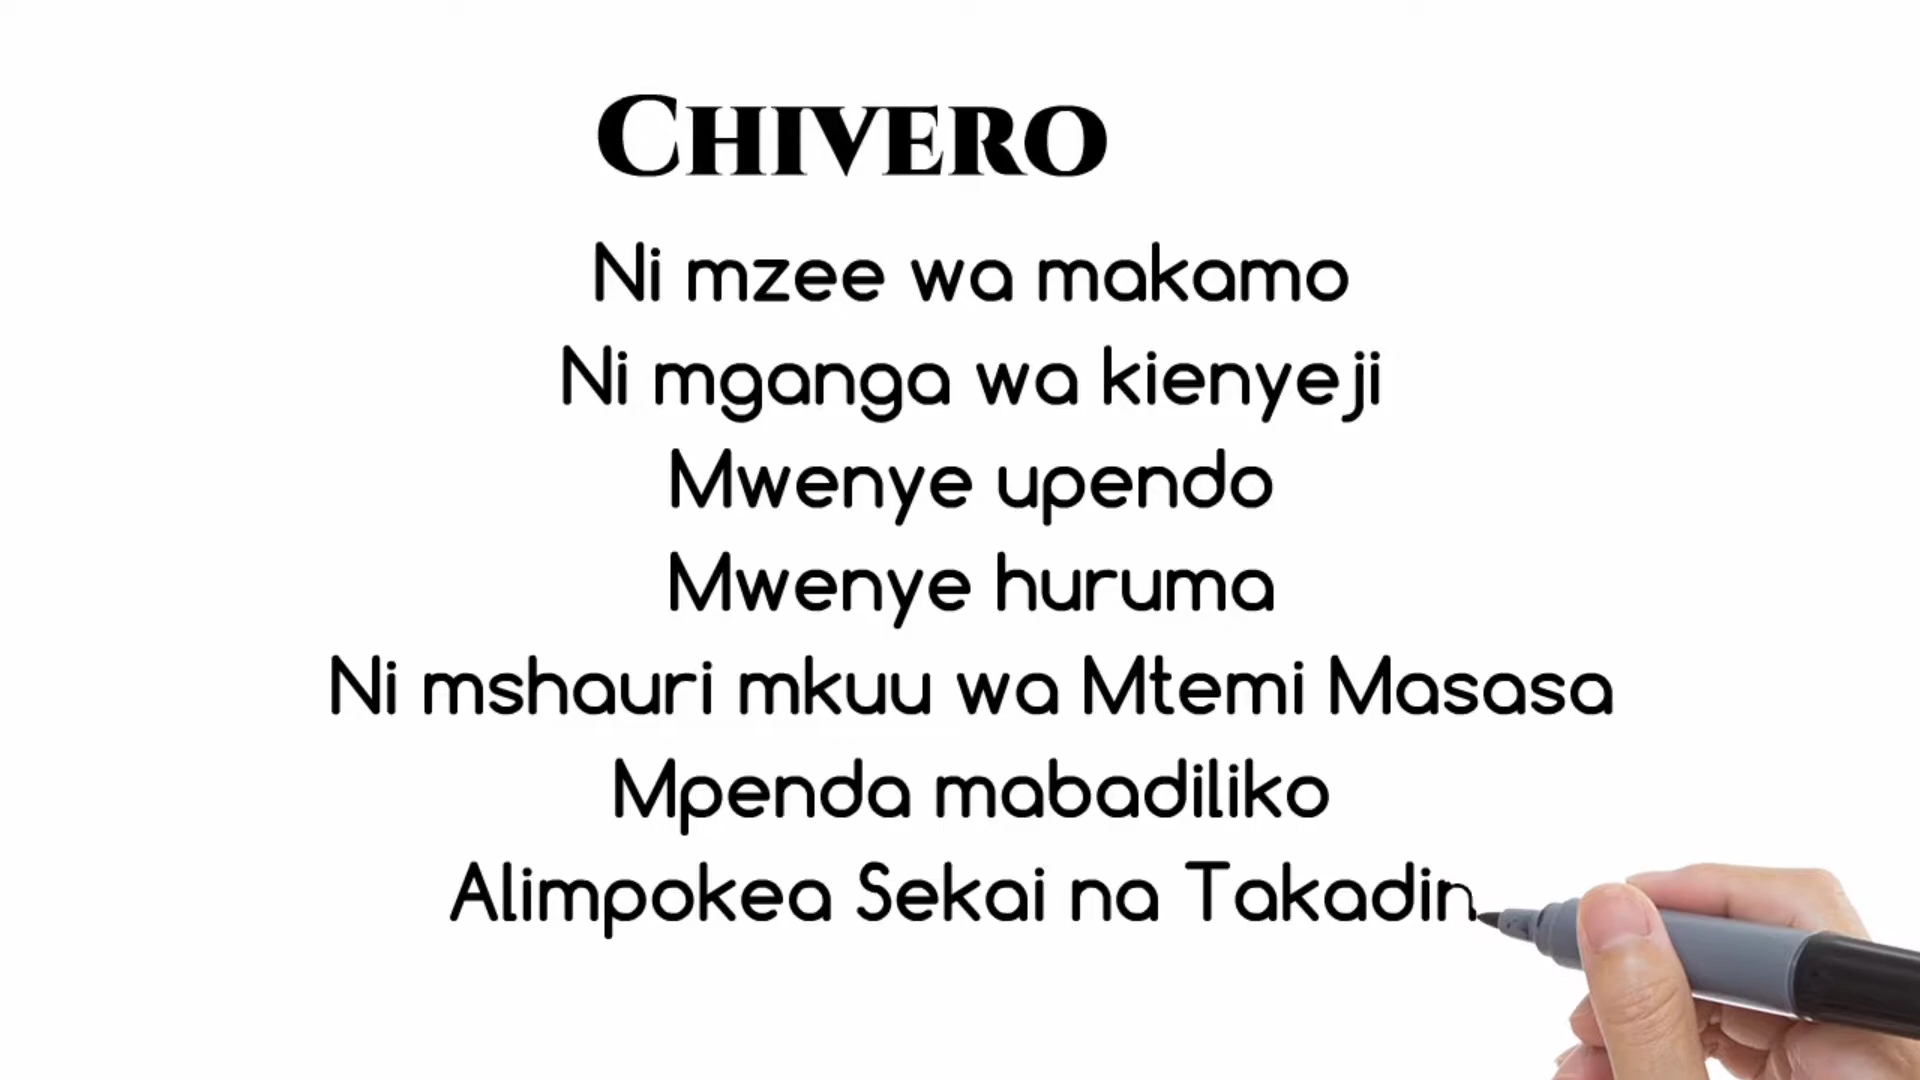 CHIVERO
Ni mzee wa makamo
Ni mganga wa kienyeji
Mwenye upendo
Mwenye huruma
Ni mshauri mkuu wa Mtemi Masasa
Mpenda mabadiliko
Alimpokea Sekai na Takadin